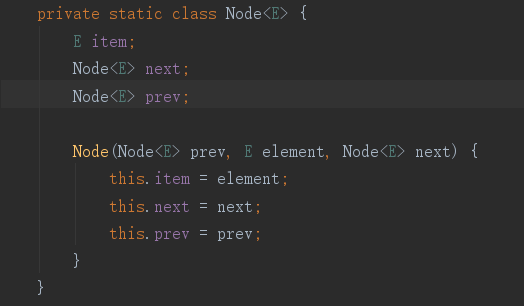 private static class Node<E> {
    E item;
    Node<E> next;
    Node<E> prev;

    Node(Node<E> prev, E element, Node<E> next) {
        this.item = element;
        this.next = next;
        this.prev = prev;
    }
}